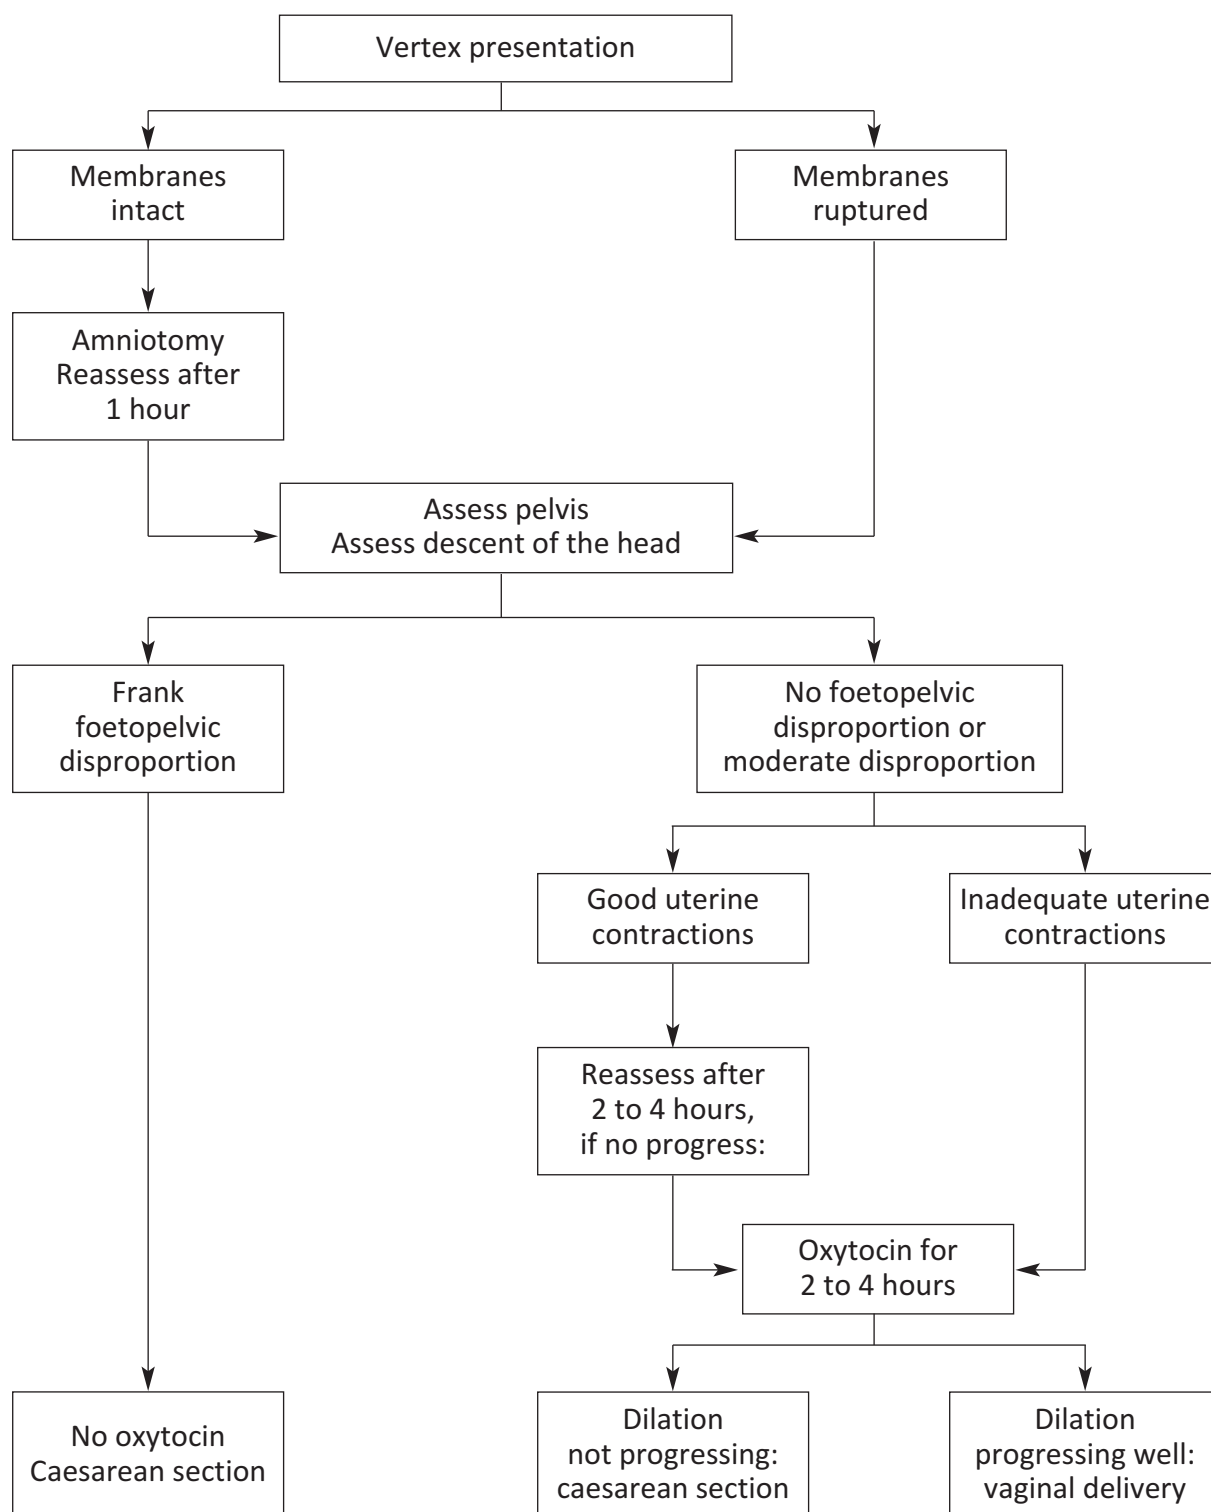 Vertex presentation
Membranes
intact
Membranes
ruptured
Amniotomy
Reassess after
1 hour
Assess pelvis
Assess descent of the head
Frank
foetopelvic
disproportion
No foetopelvic
disproportion or
moderate disproportion
Good uterine
contractions
Inadequate uterine
contractions
Reassess after
2 to 4 hours,
if no progress:
Oxytocin for
2 to 4 hours
No oxytocin
Caesarean section
Dilation
not progressing:
caesarean section
Dilation
progressing well:
vaginal delivery